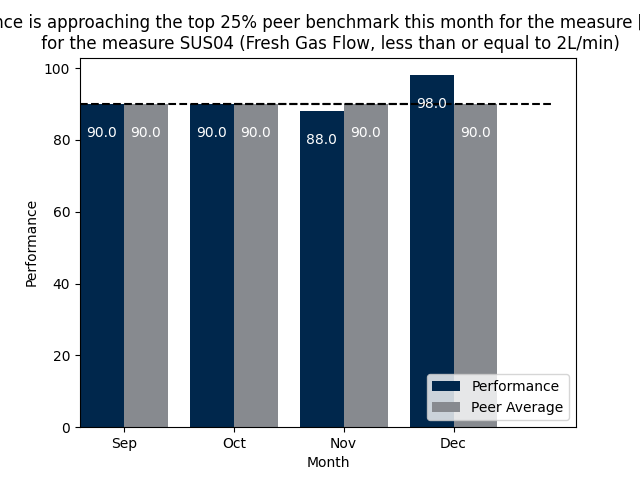 is approaching the top 25% peer benchmark this month for the measure
for the measure SUS04 (Fresh Gas Flow, less than or equal to 2L/min)
100
80
60
40
20
0
Performance
90.0 90.0 90.0 90.0 88.0 90.0 98.0 90.0
Performance
Peer Average
Sep Oct Nov Dec
Month